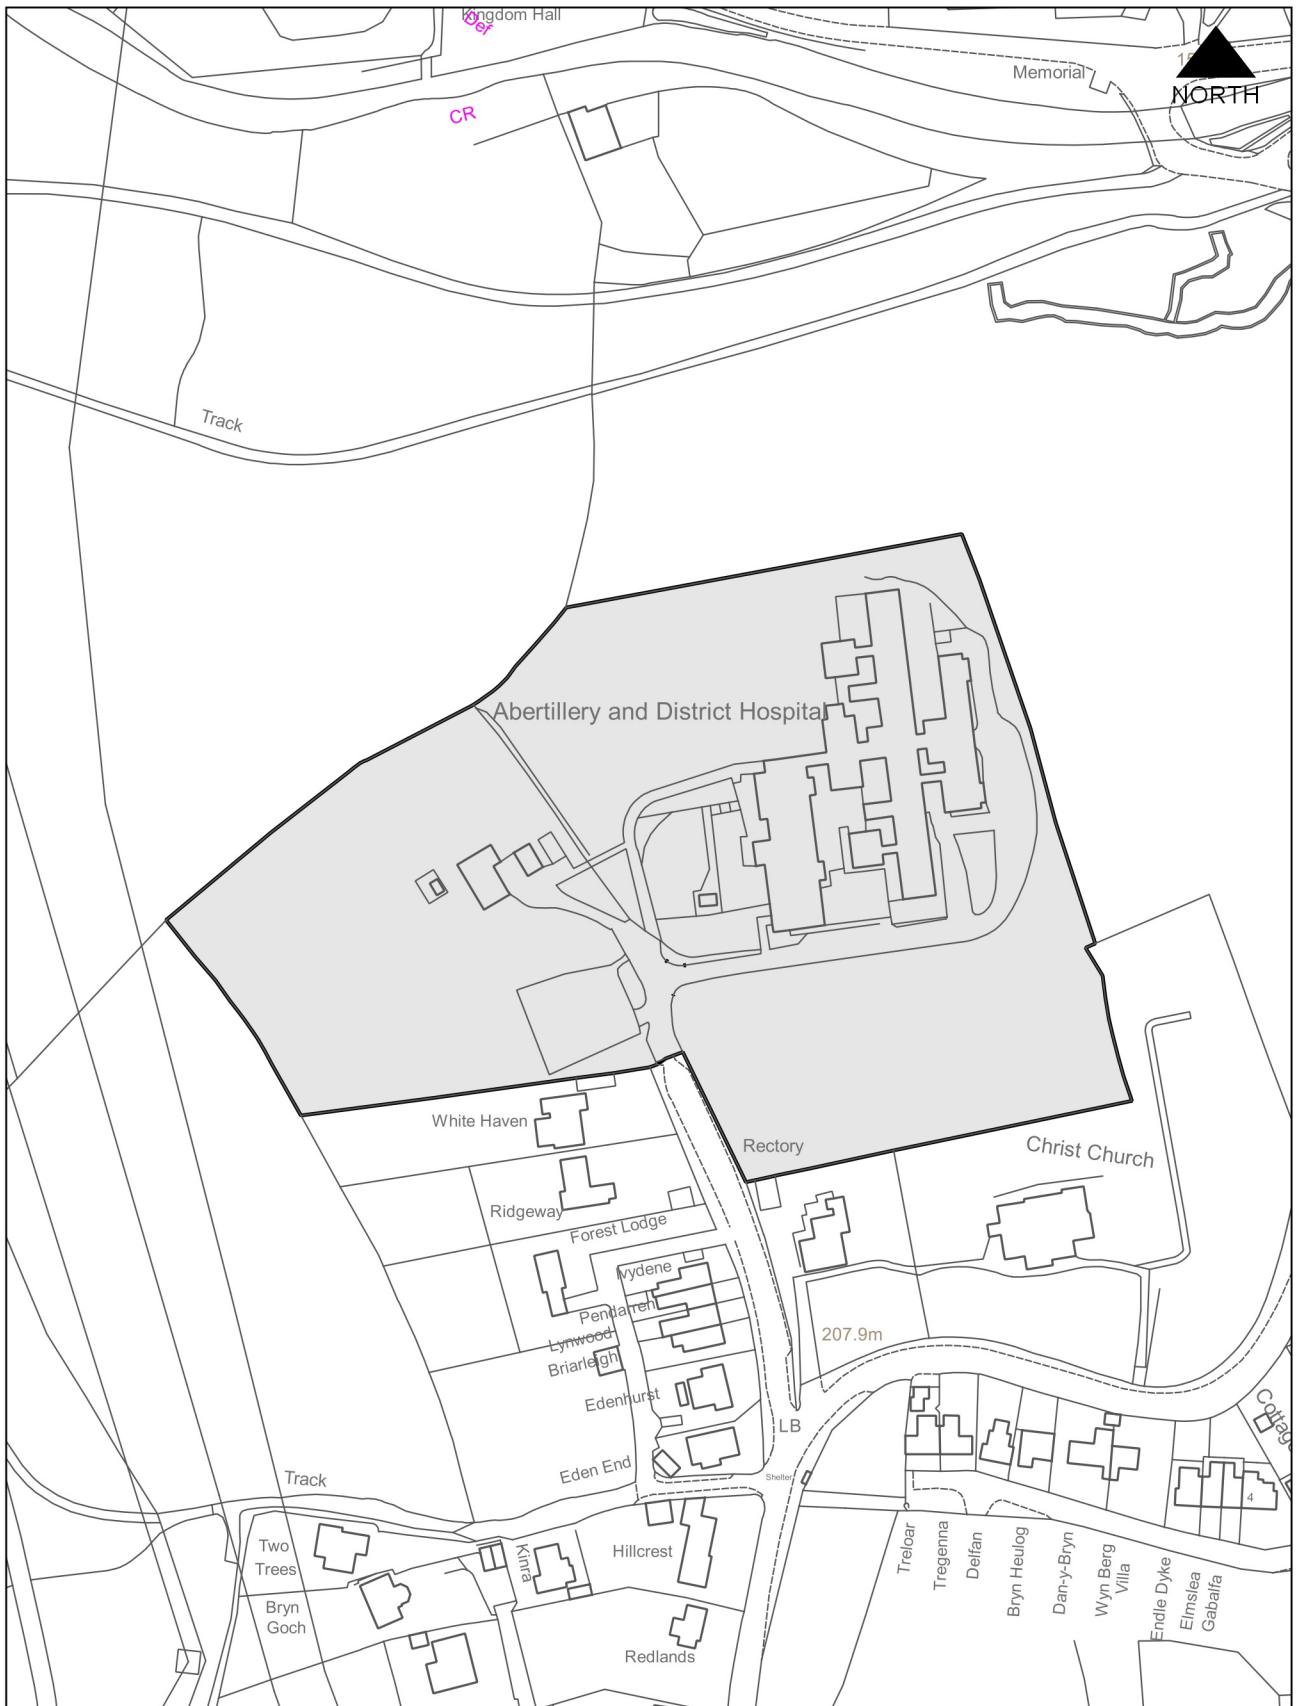 Kingdom Hall
Def
CR
Memorial
NORTH
Track
Abertillery and District Hospital
White Haven
Rectory
Christ Church
Ridgeway
Forest Lodge
Ivydene
Pendarren
Lynwood
Briarleigh
207.9m
Edenhurst
LB
Cottage
Eden End
Shelter
4
Track
Two
Trees
Kinra
Hillcrest
Treloar
Tregenna
Delfan
Bryn Heulog
Dan-y-Bryn
Wyn Berg
Villa
Endle Dyke
Elmslea
Gabalfa
Bryn
Goch
Redlands